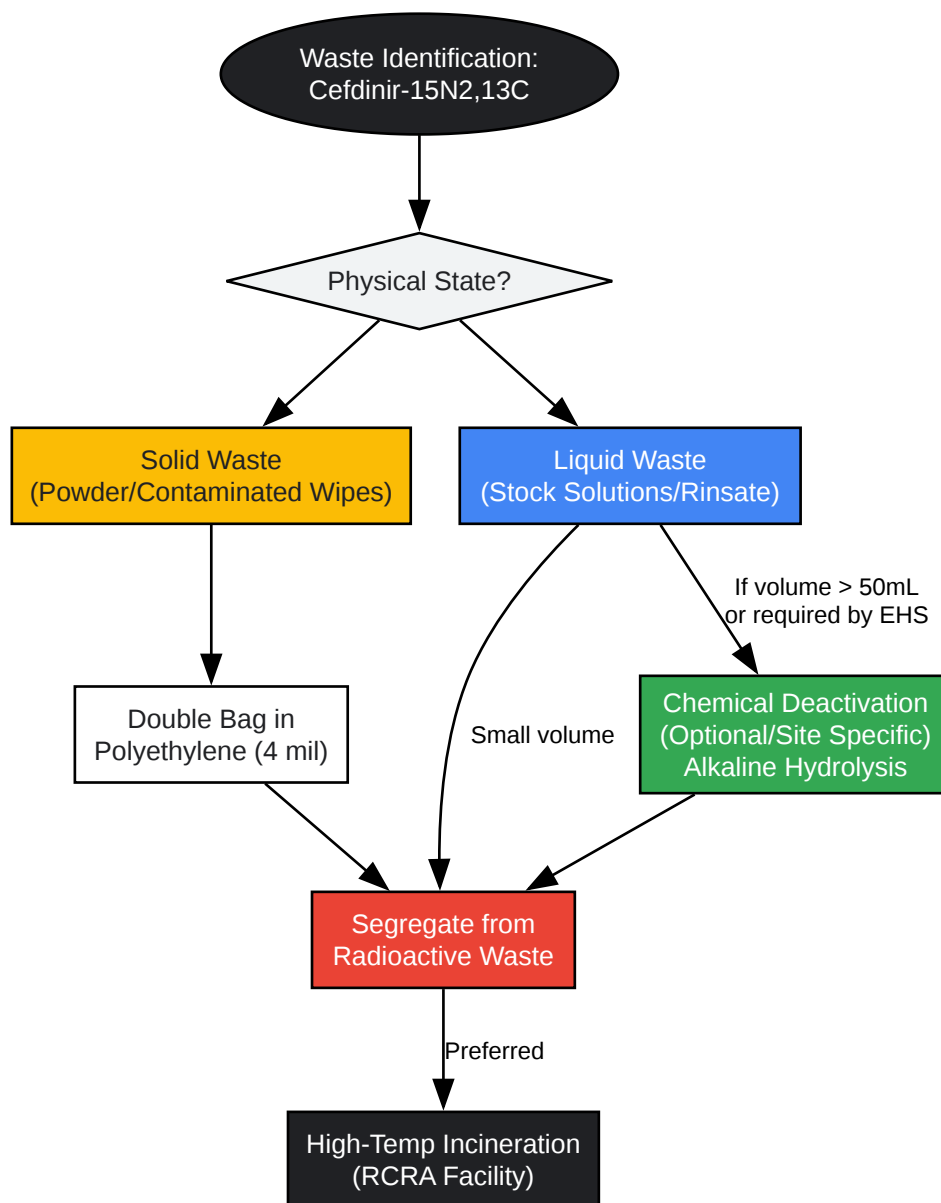 Waste Identification:
Cefdinir-15N2,13C
Physical State?
Solid Waste
(Powder/Contaminated Wipes)
Liquid Waste
(Stock Solutions/Rinsate)
If volume > 50mL
or required by EHS
Double Bag in
Polyethylene (4 mil)
Small volume
Chemical Deactivation
(Optional/Site Specific)
Alkaline Hydrolysis
Segregate from
Radioactive Waste
Preferred
High-Temp Incineration
(RCRA Facility)